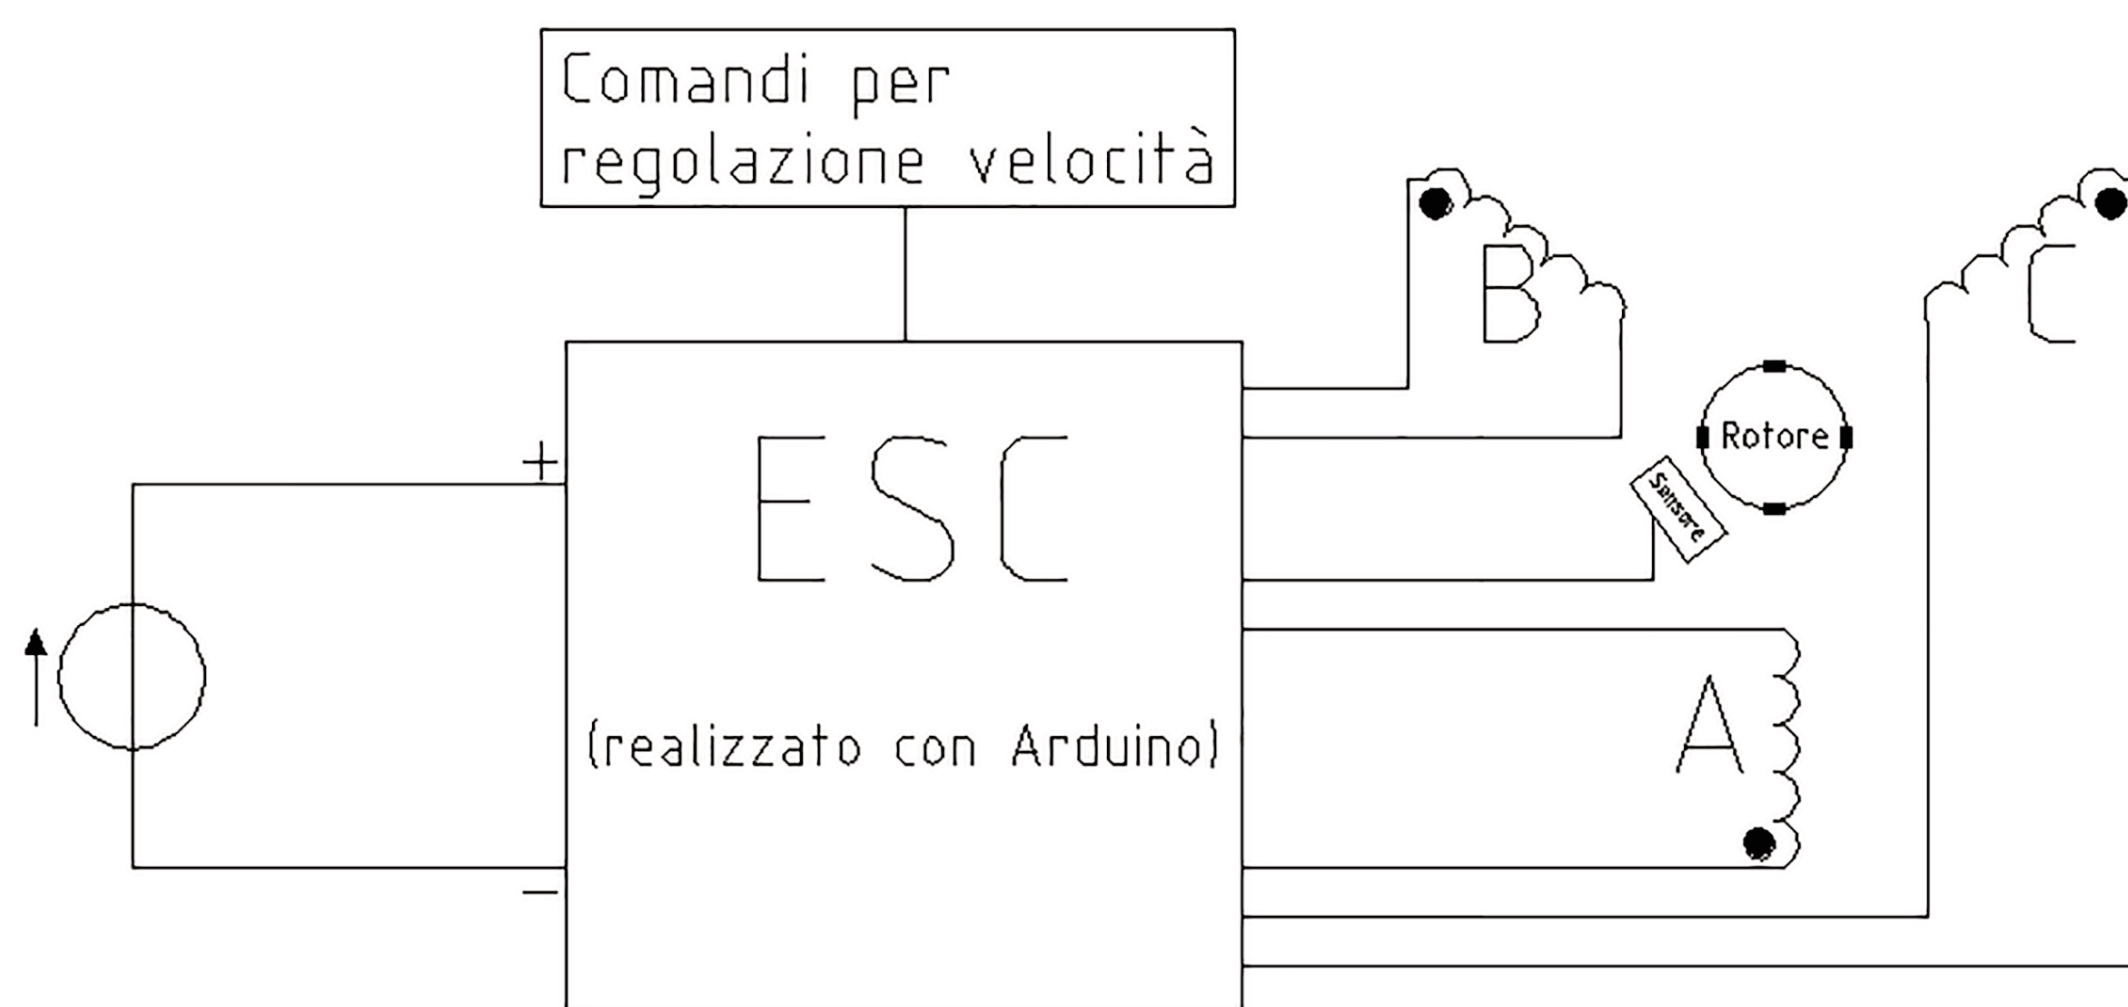 Comandi per
regolazione velocità
B
C
ESC
Rotore
Sensore
+
(realizzato con Arduino)
A
−